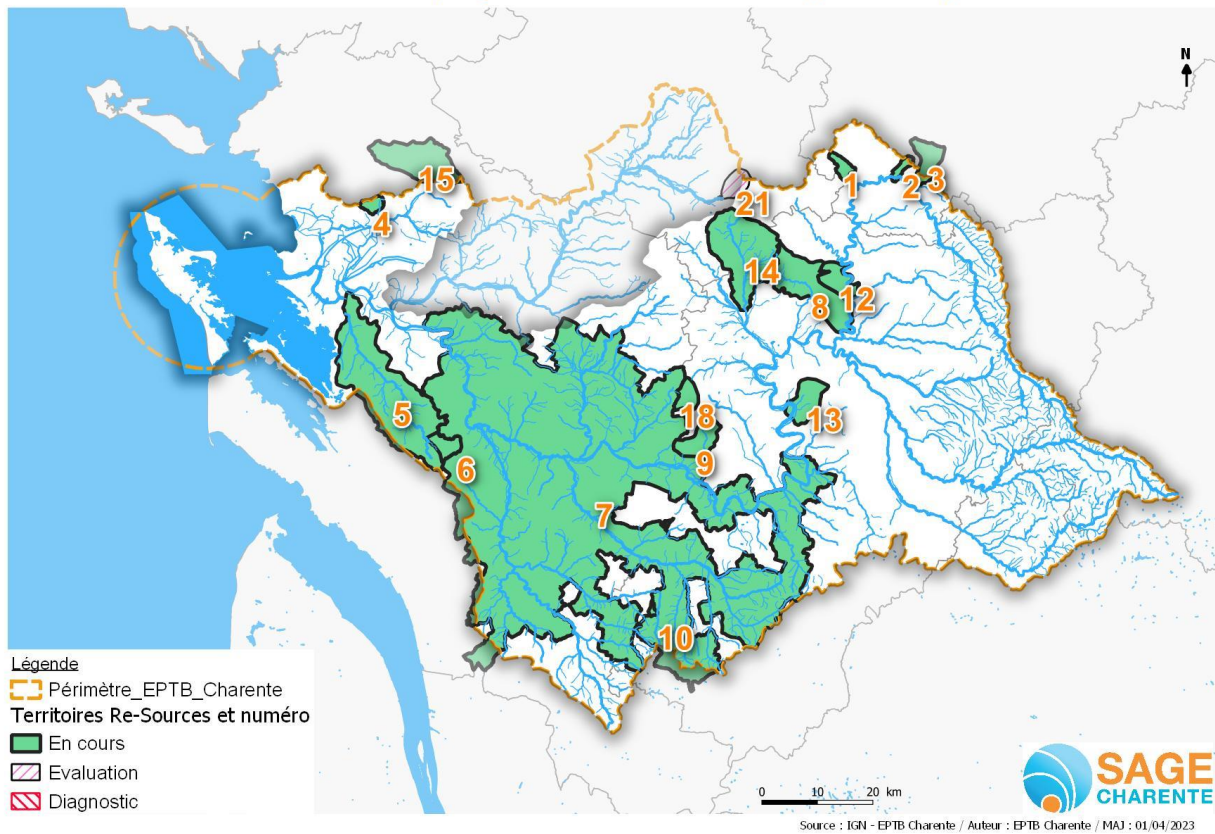 N
15
4
1
2
3
21
14
8
12
5
6
18
9
13
7
10
Légende
Périmètre_EPTB_Charente
Territoires Re-Sources et numéro
En cours
Evaluation
Diagnostic
0 10 20 km
SAGE
CHARENTE
Source : IGN - EPTB Charente / Auteur : EPTB Charente / MAJ : 01/04/2023